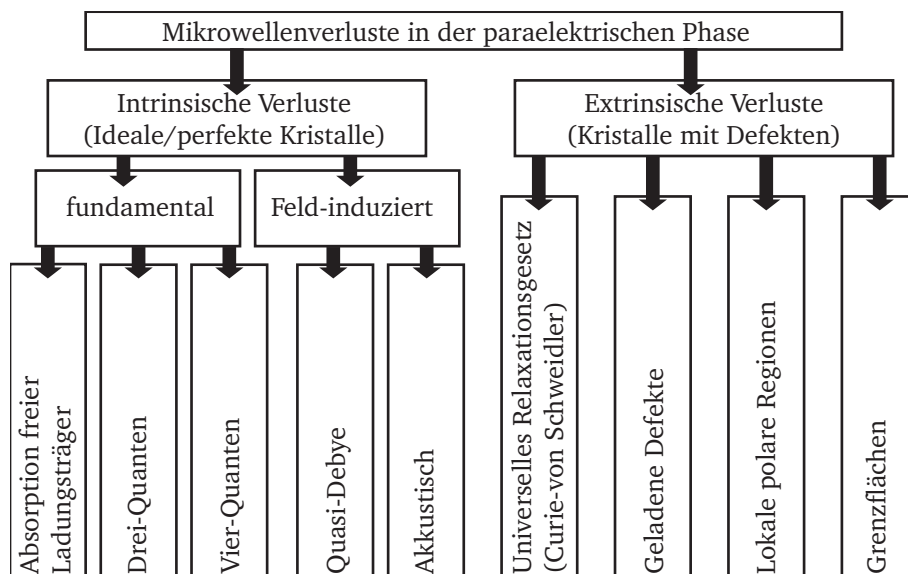 Mikrowellenverluste in der paraelektrischen Phase
Intrinsische Verluste
(Ideale/perfekte Kristalle)
Extrinsische Verluste
(Kristalle mit Defekten)
fundamental
Feld-induziert
Absorption freier
Ladungsträger
Drei-Quanten
Vier-Quanten
Quasi-Debye
Akkustisch
Universelles Relaxationsgesetz
(Curie-von Schweidler)
Geladene Defekte
Lokale polare Regionen
Grenzflächen